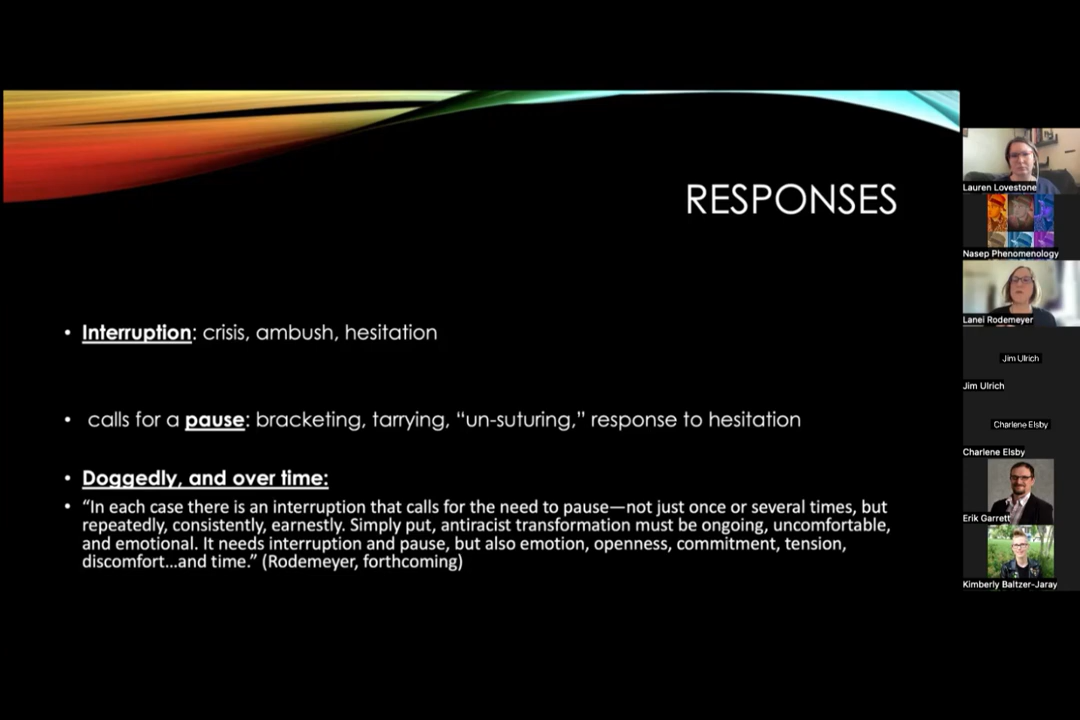 RESPONSES
• Interruption: crisis, ambush, hesitation
• calls for a pause: bracketing, tarrying, “un-suturing,” response to hesitation
• Doggedly, and over time:
• “In each case there is an interruption that calls for the need to pause—not just once or several times, but
repeatedly, consistently, earnestly. Simply put, antiracist transformation must be ongoing, uncomfortable,
and emotional. It needs interruption and pause, but also emotion, openness, commitment, tension,
discomfort...and time.” (Rodemeyer, forthcoming)
Lauren Lovestone
Nasep Phenomenology
Lanei Rodemeyer
Jim Ulrich
Jim Ulrich
Charlene Elsby
Charlene Elsby
Erik Garrett
Kimberly Baltzer-Jaray